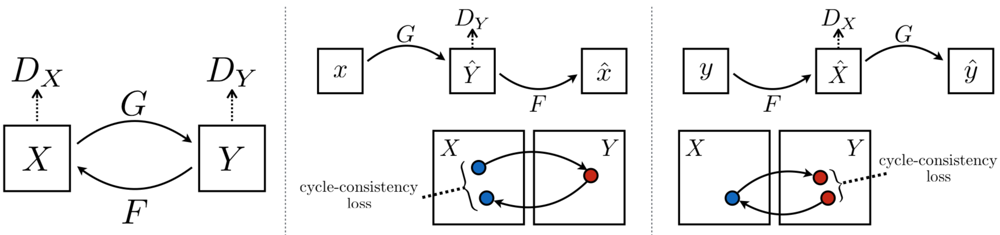 D_X
D_Y
G
X
Y
F
D_Y
G
x
Ŷ
x̂
F
X
Y
cycle-consistency
loss
D_X
G
y
X̂
ŷ
F
X
Y
cycle-consistency
loss